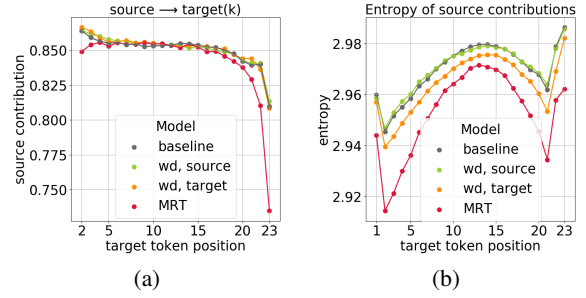 source → target(k)
source contribution
0.850
0.825
0.800
0.775
0.750
Model
baseline
wd, source
wd, target
MRT
2
5
10
15
20
23
target token position
(a)
Entropy of source contributions
entropy
2.98
2.96
2.94
2.92
Model
baseline
wd, source
wd, target
MRT
1
5
10
15
20
23
target token position
(b)